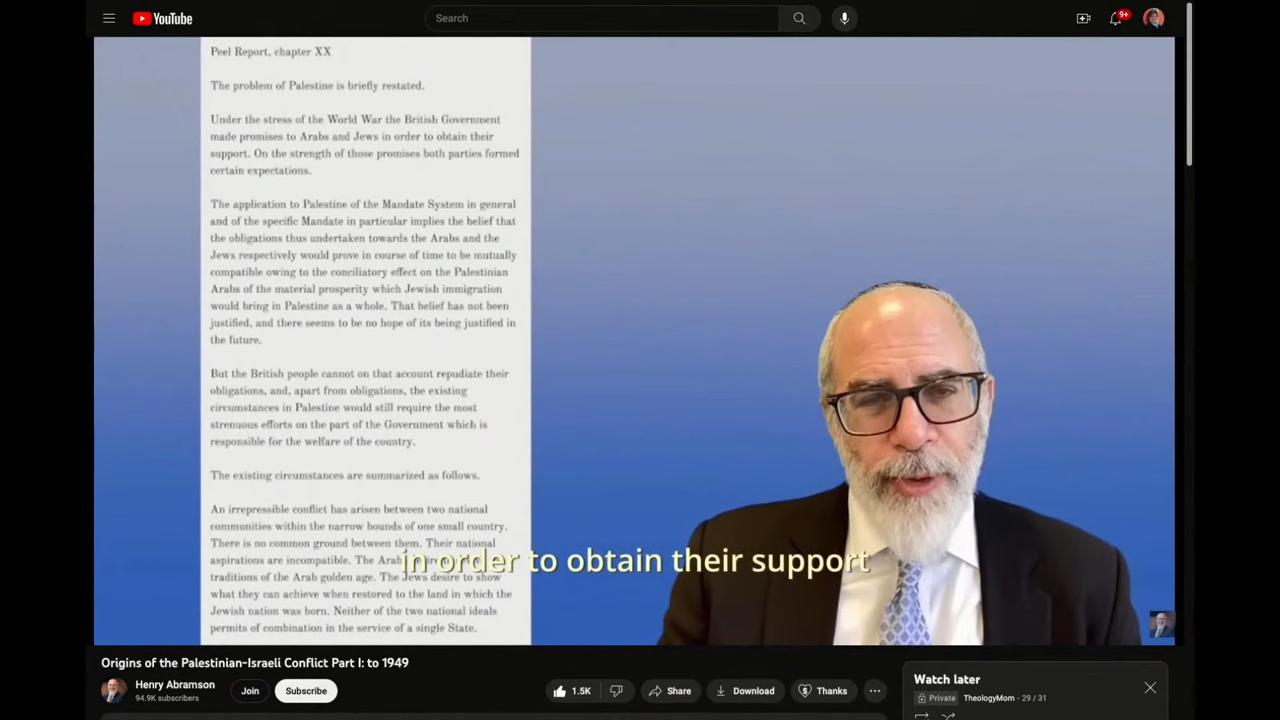 YouTube
Search
9+
Peel Report, chapter XX
The problem of Palestine is briefly restated.
Under the stress of the World War the British Government
made promises to Arabs and Jews in order to obtain their
support. On the strength of those promises both parties formed
certain expectations.
The application to Palestine of the Mandate System in general
and of the specific Mandate in particular implies the belief that
the obligations thus undertaken towards the Arabs and the
Jews respectively would prove in course of time to be mutually
compatible owing to the conciliatory effect on the Palestinian
Arabs of the material prosperity which Jewish immigration
would bring in Palestine as a whole. That belief has not been
justified, and there seems to be no hope of its being justified in
the future.
But the British people cannot on that account repudiate their
obligations, and, apart from obligations, the existing
circumstances in Palestine would still require the most
strenuous efforts on the part of the Government which is
responsible for the welfare of the country.
The existing circumstances are summarized as follows.
An irrepressible conflict has arisen between two national
communities within the narrow bounds of one small country.
There is no common ground between them. Their national
aspirations are incompatible. The Arab
traditions of the Arab golden age. The Jews desire to show
what they can achieve when restored to the land in which the
Jewish nation was born. Neither of the two national ideals
permits of combination in the service of a single State.
in order to obtain their support
Origins of the Palestinian-Israeli Conflict Part I: to 1949
Henry Abramson
94.9K subscribers
Join
Subscribe
1.5K
Share
Download
Thanks
Watch later
Private
TheologyMom - 29 / 31